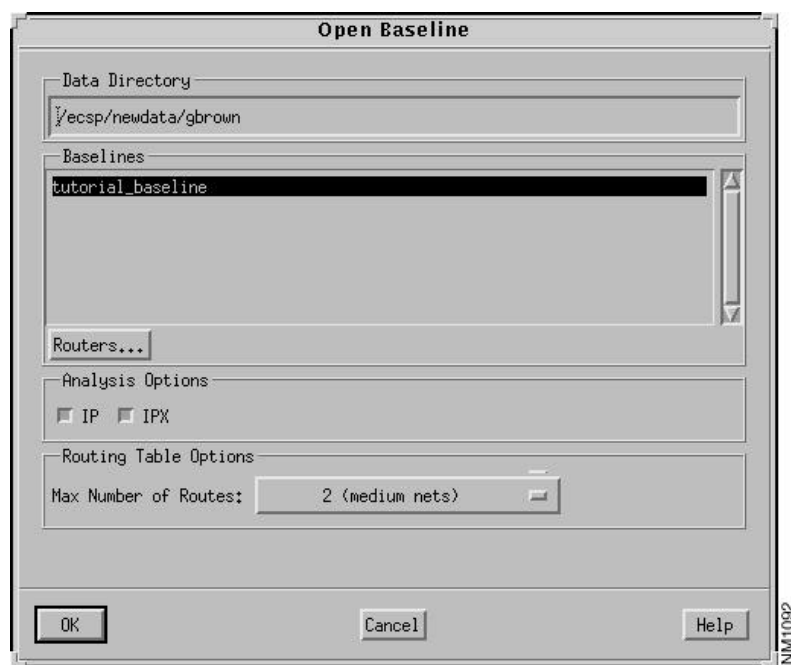 Open Baseline
Data Directory
/ecsp/newdata/gbrown
Baselines
tutorial_baseline
Routers...
Analysis Options
IP IPX
Routing Table Options
Max Number of Routes: 2 (medium nets)
OK Cancel Help
NM1092